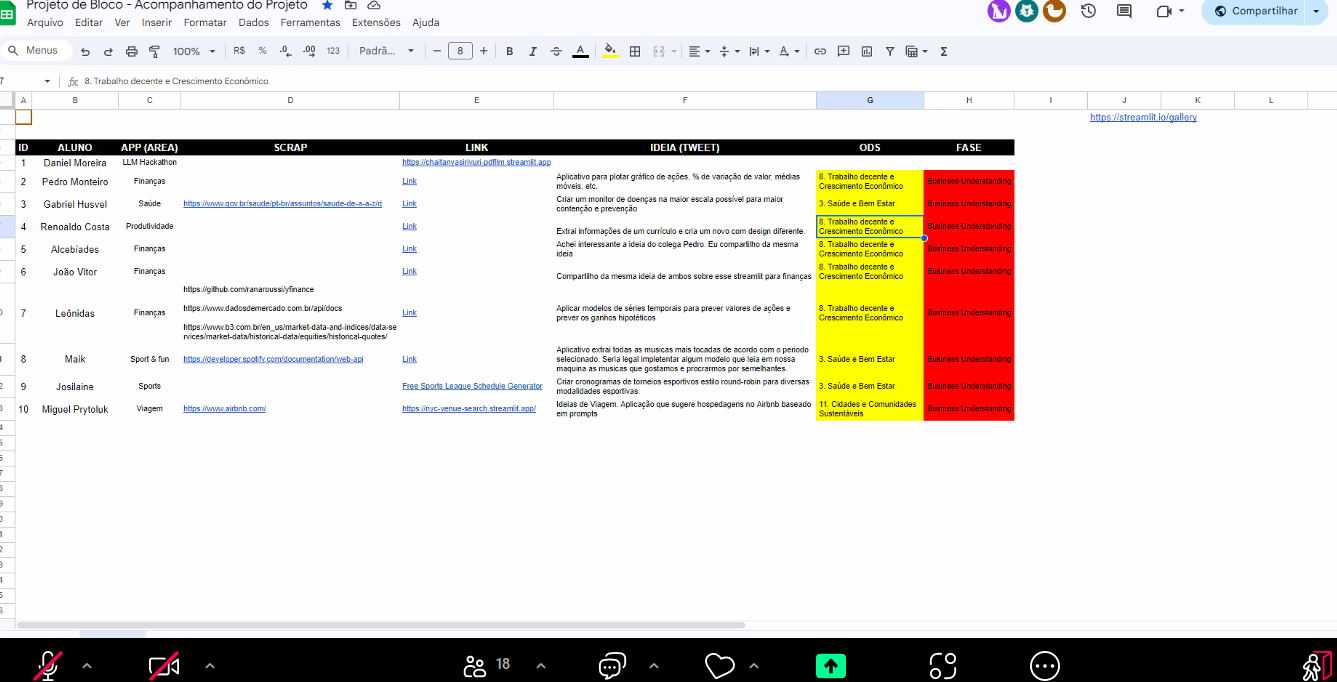 Projeto de Bloco - Acompanhamento do Projeto
Arquivo Editar Ver Inserir Formatar Dados Ferramentas Extensões Ajuda
Compartilhar
Menus 100% R$ % .0 .00 123 Padrã... − 8 + B I A
8. Trabalho decente e Crescimento Econômico
A B C D E F G H I J K L
https://streamlit.io/gallery
ID ALUNO APP (AREA) SCRAP LINK IDEIA (TWEET) ODS FASE
1 Daniel Moreira LLM Hackathon https://chaitanyasirivuri-pdfllm.streamlit.app
2 Pedro Monteiro Finanças Link Aplicativo para plotar gráfico de ações, % de variação de valor, médias móveis, etc. 8. Trabalho decente e Crescimento Econômico Business Understanding
3 Gabriel Husvel Saúde https://www.gov.br/saude/pt-br/assuntos/saude-de-a-a-z/d Link Criar um monitor de doenças na maior escala possível para maior contenção e prevenção 3. Saúde e Bem Estar Business Understanding
4 Renoaldo Costa Produtividade Link Extrai informações de um currículo e cria um novo com design diferente. 8. Trabalho decente e Crescimento Econômico Business Understanding
5 Alcebíades Finanças Link Achei interessante a ideia do colega Pedro. Eu compartilho da mesma ideia 8. Trabalho decente e Crescimento Econômico Business Understanding
6 João Vitor Finanças Link Compartilho da mesma ideia de ambos sobre esse streamlit para finanças 8. Trabalho decente e Crescimento Econômico Business Understanding
https://github.com/ranaroussi/yfinance
https://www.dadosdemercado.com.br/api/docs
7 Leônidas Finanças Link Aplicar modelos de séries temporais para prever valores de ações e prever os ganhos hipotéticos 8. Trabalho decente e Crescimento Econômico Business Understanding
https://www.b3.com.br/en_us/market-data-and-indices/data-services/market-data/historical-data/equities/historical-quotes/
8 Maik Sport & fun https://developer.spotify.com/documentation/web-api Link Aplicativo extrai todas as musicas mais tocadas de acordo com o periodo selecionado. Seria legal impletentar algum modelo que leia em nossa maquina as musicas que gostamos e procrarmos por semelhantes. 3. Saúde e Bem Estar Business Understanding
9 Josilaine Sports Free Sports League Schedule Generator Criar cronogramas de torneios esportivos estilo round-robin para diversas modalidades esportivas. 3. Saúde e Bem Estar Business Understanding
10 Miguel Prytoluk Viagem https://www.airbnb.com/ https://nyc-venue-search.streamlit.app/ Ideias de Viagem. Aplicação que sugere hospedagens no Airbnb baseado em prompts 11. Cidades e Comunidades Sustentáveis Business Understanding
18